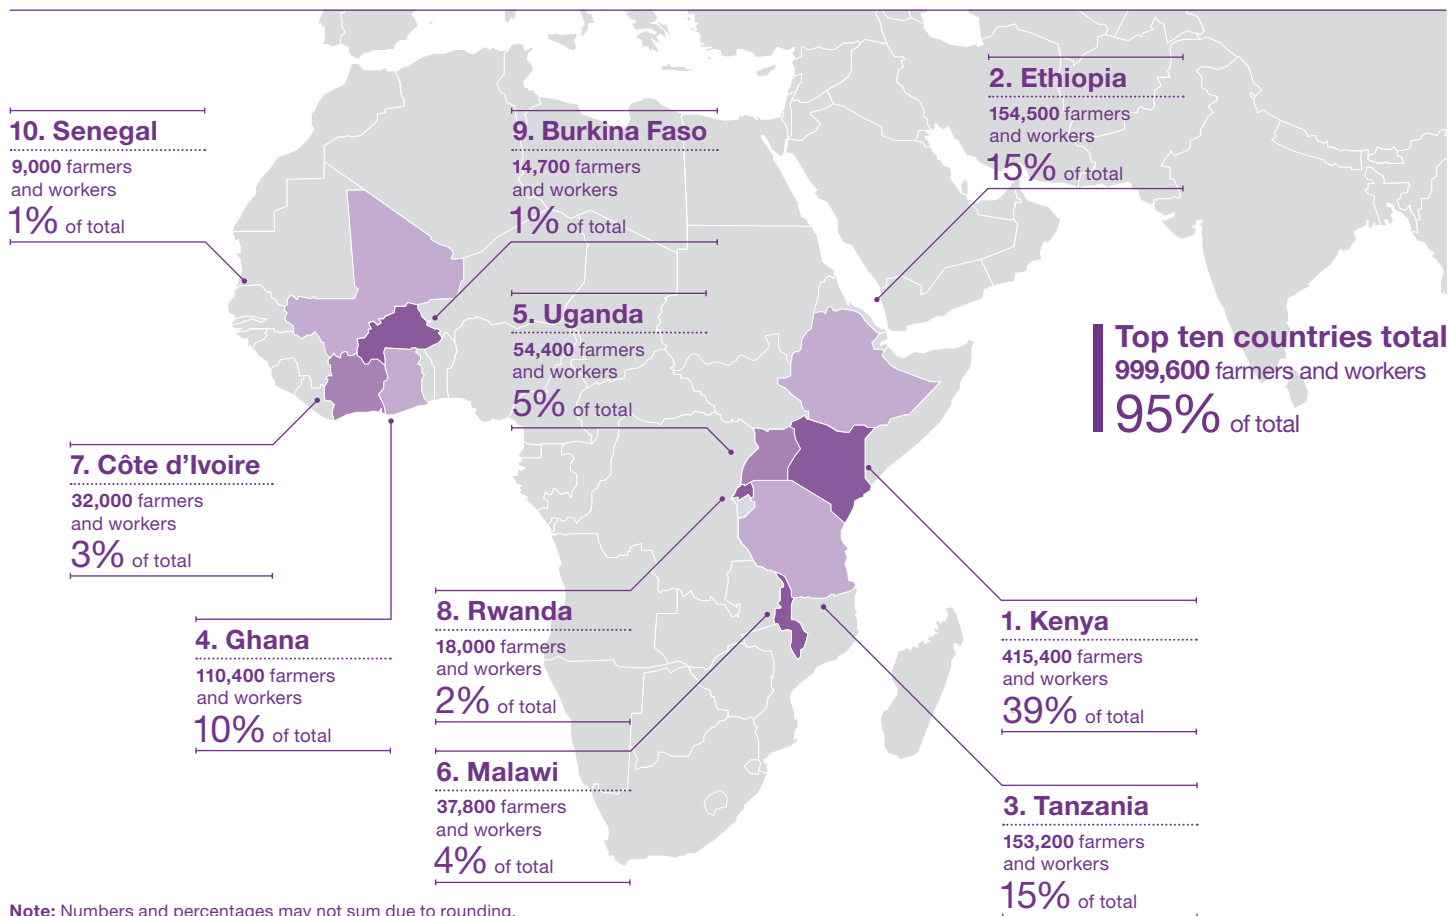 10. Senegal
9,000 farmers
and workers
1% of total
9. Burkina Faso
14,700 farmers
and workers
1% of total
2. Ethiopia
154,500 farmers
and workers
15% of total
5. Uganda
54,400 farmers
and workers
5% of total
Top ten countries total
999,600 farmers and workers
95% of total
7. Côte d’Ivoire
32,000 farmers
and workers
3% of total
4. Ghana
110,400 farmers
and workers
10% of total
8. Rwanda
18,000 farmers
and workers
2% of total
1. Kenya
415,400 farmers
and workers
39% of total
6. Malawi
37,800 farmers
and workers
4% of total
3. Tanzania
153,200 farmers
and workers
15% of total
Note: Numbers and percentages may not sum due to rounding.